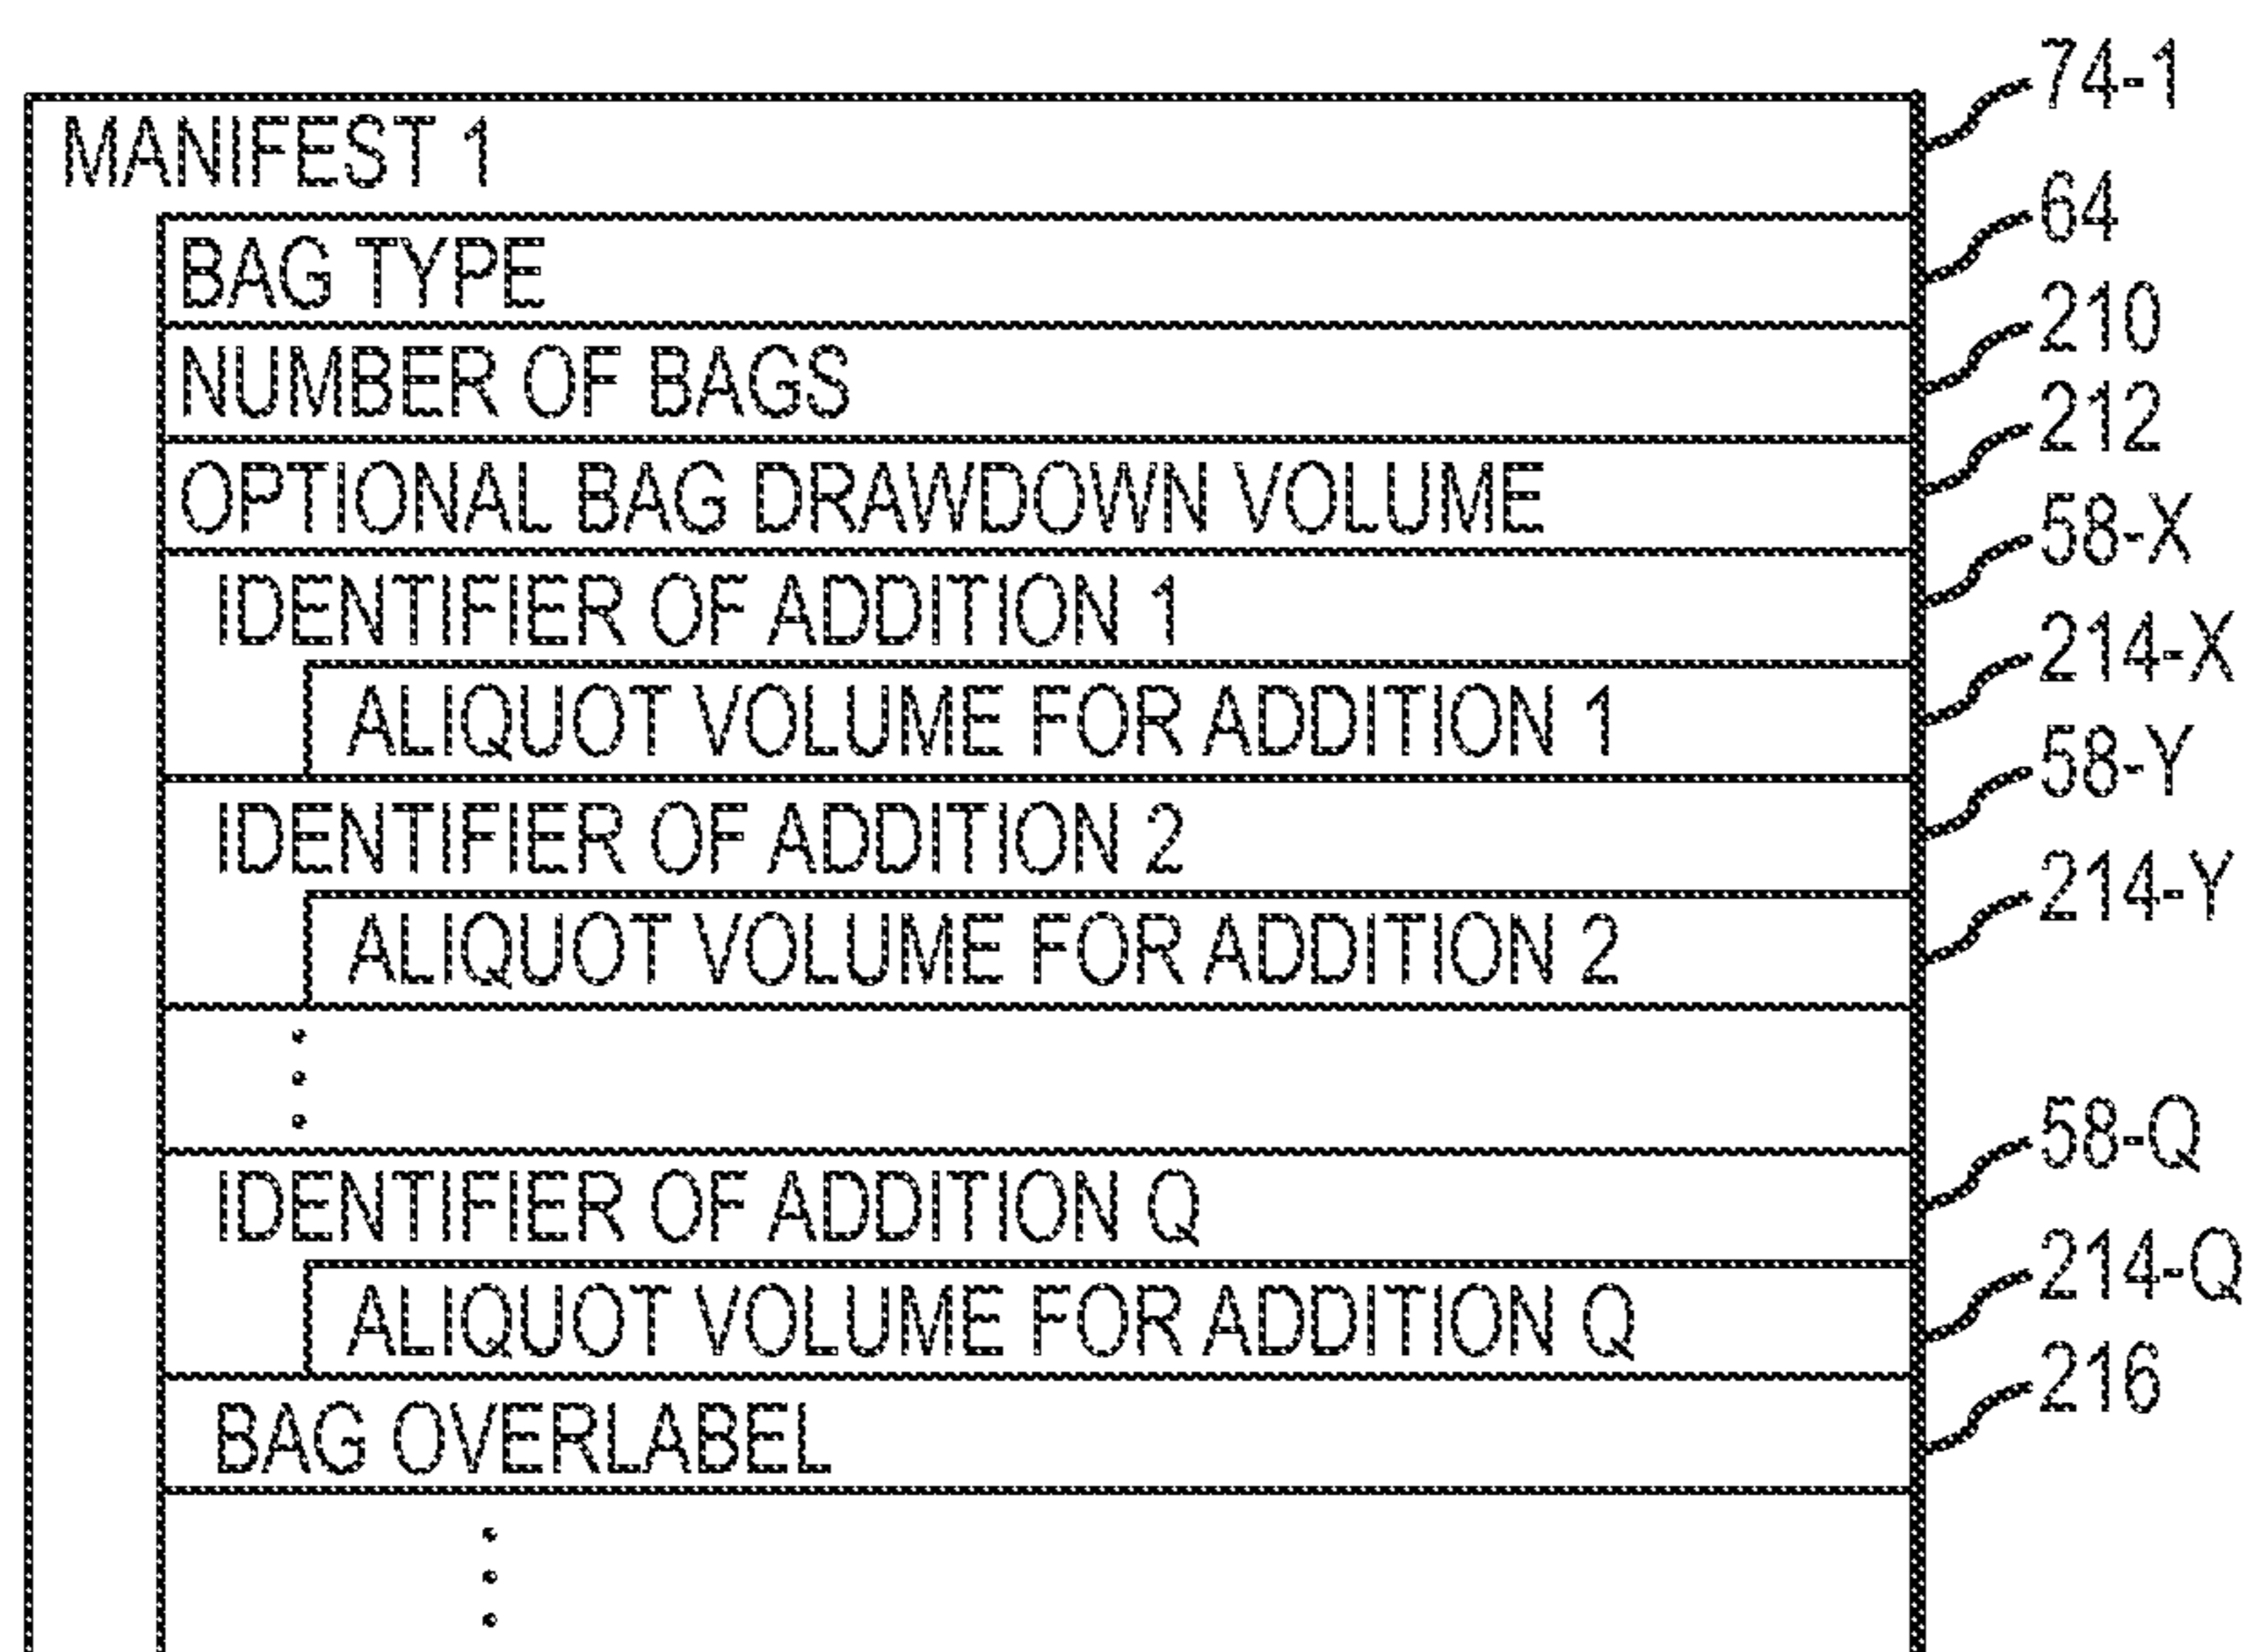 74-1
MANIFEST 1
64
BAG TYPE
210
NUMBER OF BAGS
212
OPTIONAL BAG DRAWDOWN VOLUME
58-X
IDENTIFIER OF ADDITION 1
214-X
ALIQUOT VOLUME FOR ADDITION 1
58-Y
IDENTIFIER OF ADDITION 2
214-Y
ALIQUOT VOLUME FOR ADDITION 2
58-Q
IDENTIFIER OF ADDITION Q
214-Q
ALIQUOT VOLUME FOR ADDITION Q
216
BAG OVERLABEL